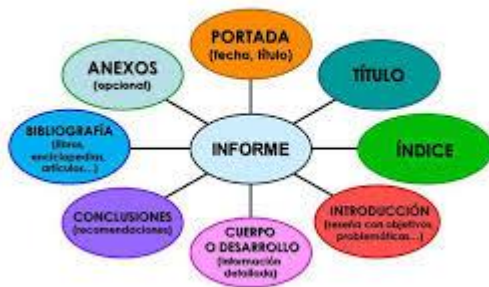 PORTADA
(fecha, título)
TÍTULO
ÍNDICE
INTRODUCCIÓN
(reseña con objetivos,
problemáticas...)
CUERPO
O DESARROLLO
(información
detallada)
CONCLUSIONES
(recomendaciones)
BIBLIOGRAFÍA
(libros,
enciclopedias,
artículos...)
ANEXOS
(opcional)
INFORME